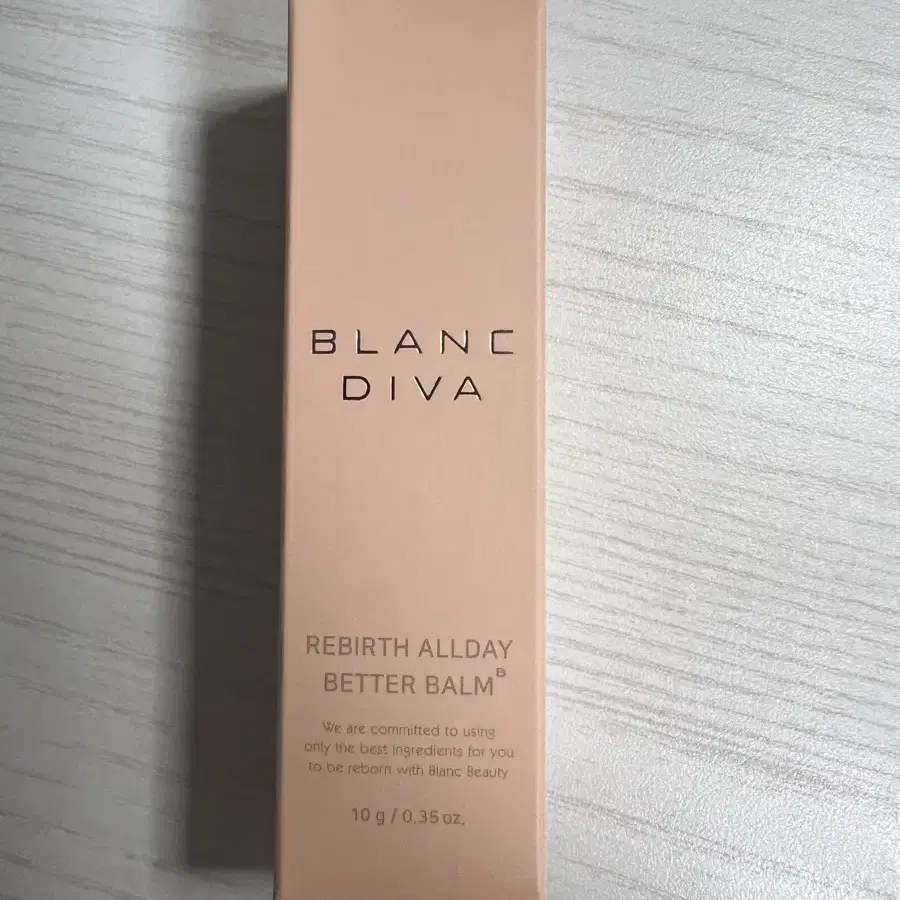 BLANC
DIVA
REBIRTH ALLDAY
BETTER BALM B
We are committed to using
only the best ingredients for you
to be reborn with Blanc Beauty
10 g / 0.35 oz.